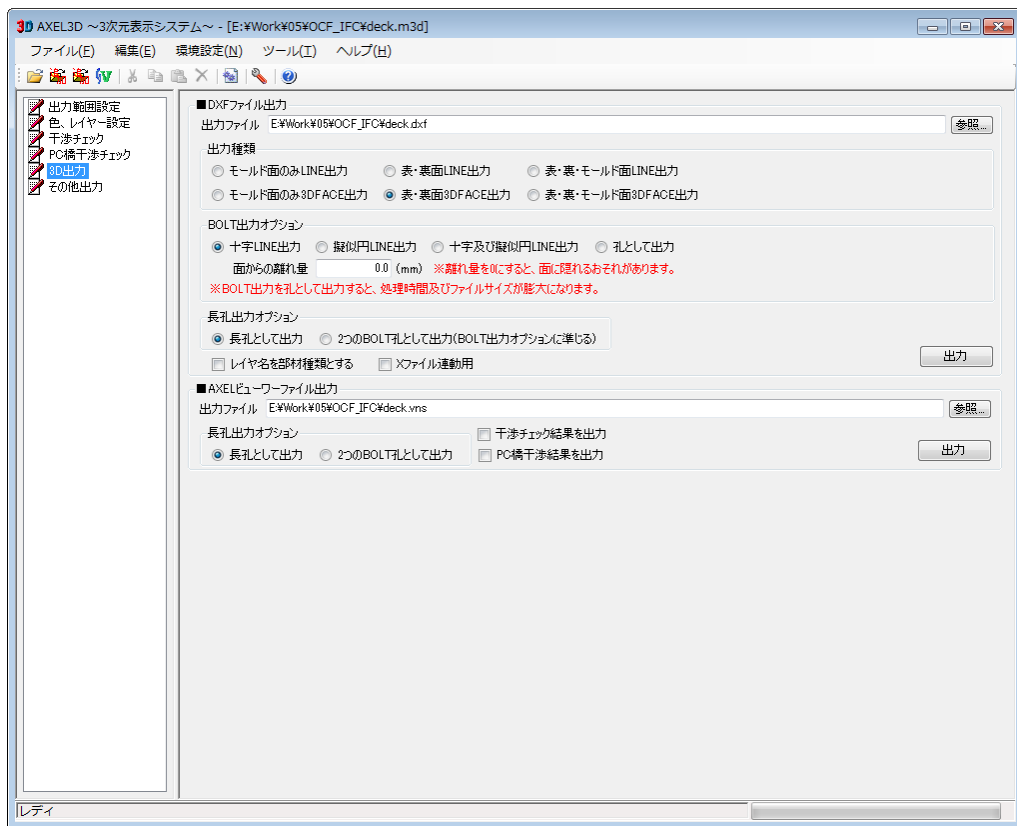 3D AXEL3D ～3次元表示システム～ - [E:¥Work¥05¥OCF_IFC¥deck.m3d]
ファイル(F) 編集(E) 環境設定(N) ツール(T) ヘルプ(H)
出力範囲設定
色、レイヤー設定
干渉チェック
PC橋干渉チェック
3D出力
その他出力
■DXFファイル出力
出力ファイル E:¥Work¥05¥OCF_IFC¥deck.dxf 参照...
出力種類
モールド面のみLINE出力 表・裏面LINE出力 表・裏・モールド面LINE出力
モールド面のみ3DFACE出力 表・裏面3DFACE出力 表・裏・モールド面3DFACE出力
BOLT出力オプション
十字LINE出力 擬似円LINE出力 十字及び擬似円LINE出力 孔として出力
面からの離れ量 0.0 (mm) ※離れ量を0にすると、面に隠れるおそれがあります。
※BOLT出力を孔として出力すると、処理時間及びファイルサイズが膨大になります。
長孔出力オプション
長孔として出力 2つのBOLT孔として出力(BOLT出力オプションに準じる)
レイヤ名を部材種類とする Xファイル連動用 出力
■AXELビューワーファイル出力
出力ファイル E:¥Work¥05¥OCF_IFC¥deck.vns 参照...
長孔出力オプション 干渉チェック結果を出力
長孔として出力 2つのBOLT孔として出力 PC橋干渉結果を出力 出力
レディ